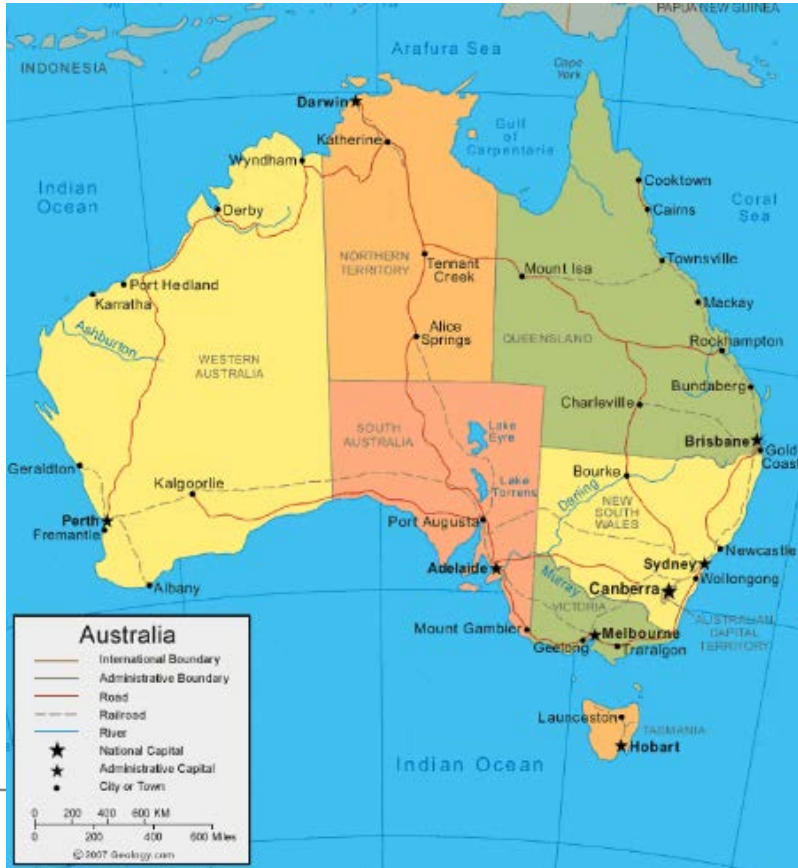 PAPUA NEW GUINEA
INDONESIA
Arafura Sea
Cape
York
Darwin
Katherine
Gulf
of
Carpentarie
Wyndham
Indian
Ocean
Cooktown
Coral
Sea
Derby
Cairns
NORTHERN
TERRITORY
Tennant
Creek
Mount Isa
Townsville
Port Hedland
Karratha
Mackay
Ashburton
Alice
Springs
QUEENSLAND
Rockhampton
WESTERN
AUSTRALIA
Bundaberg
Charleville
SOUTH
AUSTRALIA
Lake
Eyre
Brisbane
Gold
Coast
Geraldton
Kalgoorlie
Lake
Torrens
Bourke
Darling
NEW
SOUTH
WALES
Perth
Fremantle
Port Augusta
Newcastle
Sydney
Wollongong
Adelaide
Murray
Canberra
Albany
VICTORIA
AUSTRALIAN
CAPITAL
TERRITORY
Mount Gambier
Melbourne
Geelong
Traralgon
Launceston
TASMANIA
Hobart
Indian Ocean
Australia
International Boundary
Administrative Boundary
Road
Railroad
River
National Capital
Administrative Capital
City or Town
0 200 400 600 KM
0 200 400 600 Miles
©2007 Geology.com